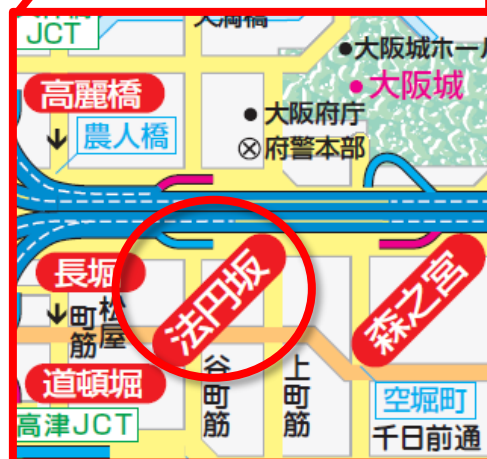 JCT
天満橋
大阪城ホール
大阪城
高麗橋
大阪府庁
農人橋
府警本部
長堀
法円坂
森之宮
松屋町筋
道頓堀
谷町筋
上町筋
空堀町
高津JCT
千日前通